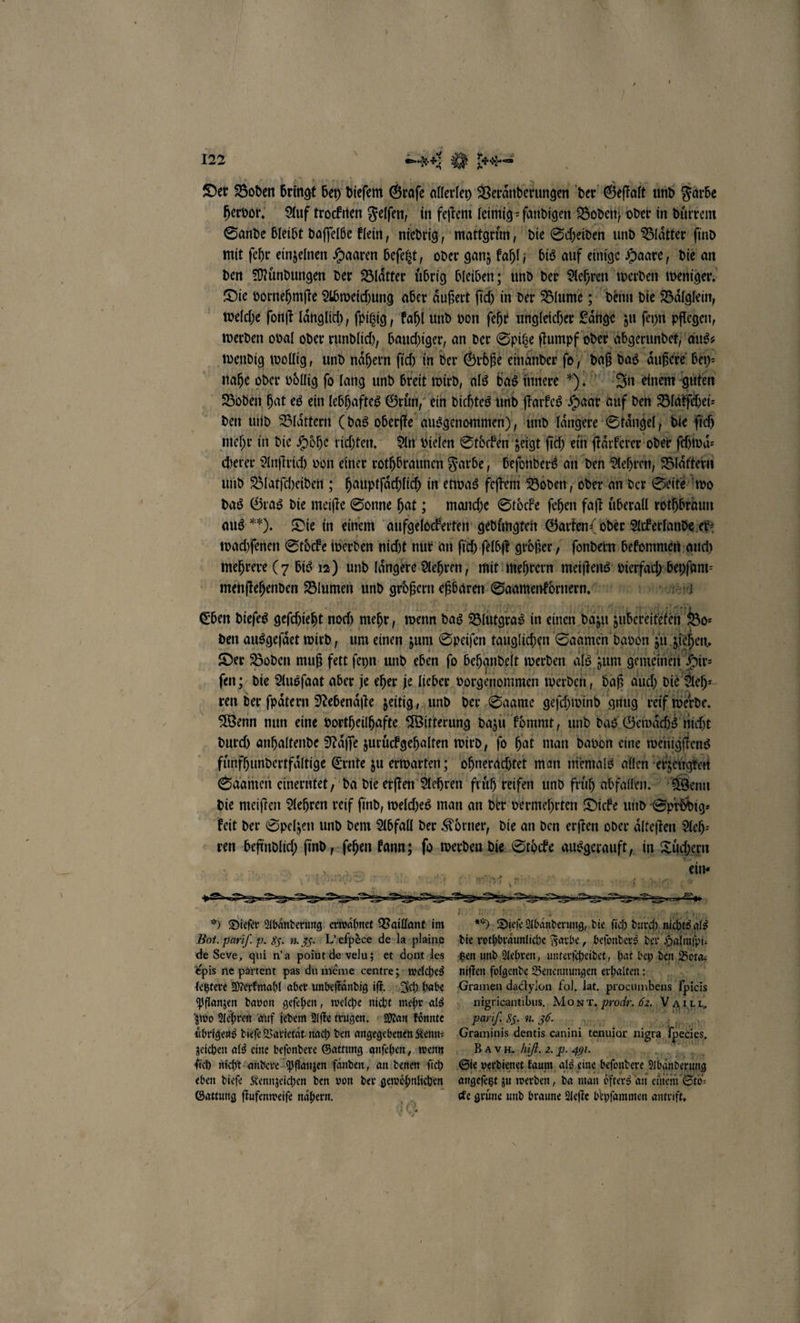 122
Der Boden bringt bey diesem Grase allerley Veränderungen der Gestalt und Farbe
hervor. Auf trocknen Felsen, in festem leimig-sandigen Boden, oder in dürrem
Sande bleibt dasselbe klein, niedrig, mattgrün, die Scheiden und Blätter sind
mit sehr einzelnen Haaren besetzt, oder ganz kahl, bis auf einige Haare, die an
den Mündungen der Blätter übrig bleiben; und der Aehren werden weniger.
Die vornehmste Abweichung aber äußert sich in der Blume; denn die Bälglein,
welche sonst länglich, spitzig, kahl und von sehr ungleicher Länge zu seyn pflegen,
werden oval oder rundlich, bauchiger, an der Spitze stumpf oder abgerundet, aus-
wendig wollig, und nähern sich in der Größe einander so, daß das äußere bey-
nahe oder völlig so lang und breit wird, als das innere *). In einem guten
Boden hat es ein lebhaftes Grün, ein dichtes und starkes Haar auf den Blattschei-
den und Blättern (das oberste ausgenommen), und längere Stängel, die sich
mehr in die Höhe richten. An vielen Stöcken zeigt sich ein stärkerer oder schwä-
cherer Anstrich von einer rothbraunen Farbe, besonders an den Aehren, Blättern
und Blatscheiden; hauptsächlich in etwas festem Boden, oder an der Seite wo
das Gras die meiste Sonne hat; manche Stöcke sehen fast überall rothbraun
aus **). Die in einem aufgelockerten gedüngten Garten- oder Ackerlande er-
wachsenen Stöcke werden nicht nur an sich selbst größer, sondern bekommen auch
mehrere (7 bis 12) und längere Aehren, mit mehrern meistens vierfach beysam-
menstehenden Blumen und größern eßbaren Saamenkörnern.
Eben dieses geschieht noch mehr, wenn das Blutgras in einen dazu zubereiteten Bo-
den ausgesäet wird, um einen zum Speisen tauglichen Saamen davon zu ziehen.
Der Boden muß fett seyn und eben so behandelt werden als zum gemeinen Hir-
sen; die Aussaat aber je eher je lieber vorgenommen werden, daß auch die Aeh-
ren der spätern Nebenäste zeitig, und der Saame geschwind gnug reif werde.
Wenn nun eine vortheilhafte Witterung dazu kömmt, und das Gewächs nicht
durch anhaltende Nässe zurückgehalten wird, so hat man davon eine wenigstens
fünfhundertfältige Ernte zu erwarten; ohnerachtet man niemals allen erzeugten
Saamen einerntet, da die ersten Aehren früh reifen und früh abfallen. Wenn
die meisten Aehren reif sind, welches man an der vermehrten Dicke und Sprödig-
keit der Spelzen und dem Abfall der Körner, die an den ersten oder ältesten Aeh-
ren befindlich sind, sehen kann; so werden die Stöcke ausgerauft, in Tüchern
ein-
*) Dieser Abänderung erwähnet Vaillant im
Bot. parif. p. 85. n. 35. L'espèce de la plaine
de Seve, qui n'a point de velu; et dont les
épis ne partent pas du même centre; welches
letztere Merkmahl aber unbeständig ist. Ich habe
Pflanzen davon gesehen, welche nicht mehr als
zwo Aehren auf jedem Aste trugen. Man könnte
übrigens diese Varietät nach den angegebenen Kenn-
zeichen als eine besondere Gattung ansehen, wenn
sich nicht andere Pflanzen fänden, an denen sich
eben diese Kennzeichen den von der gewöhnlichen
Gattung stufenweise nähern.
**) Diese Abänderung, die sich durch nichts als
die rothbräunliche Farbe, besonders der Halmspi-
tzen und Aehren, unterscheidet, hat bey den Bota-
nisten folgende Benennungen erhalten:
Gramen dactylon fol. lat. procumbens spicis
nigricantibus. MONT. prodr. 62. VAILL.
parif. 85. n. 36.
Graminis dentis canini tenuior nigra species.
BAVH. hist. 2. p. 491.
Sie verdienet kaum als eine besondere Abänderung
angesetzt zu werden, da man öfters an einem Sto-
cke grüne und braune Aeste beysammen antrift.